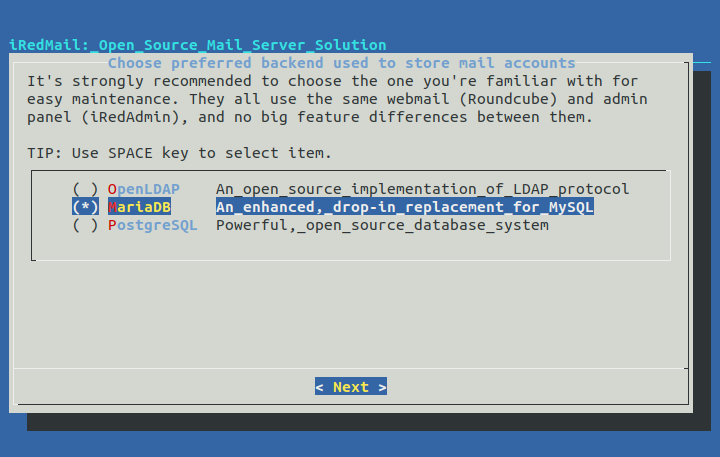 iRedMail:_Open_Source_Mail_Server_Solution
Choose preferred backend used to store mail accounts
It's strongly recommended to choose the one you're familiar with for
easy maintenance. They all use the same webmail (Roundcube) and admin
panel (iRedAdmin), and no big feature differences between them.
TIP: Use SPACE key to select item.
( ) OpenLDAP An_open_source_implementation_of_LDAP_protocol
(*) MariaDB An_enhanced,_drop-in_replacement_for_MySQL
( ) PostgreSQL Powerful,_open_source_database_system
< Next >